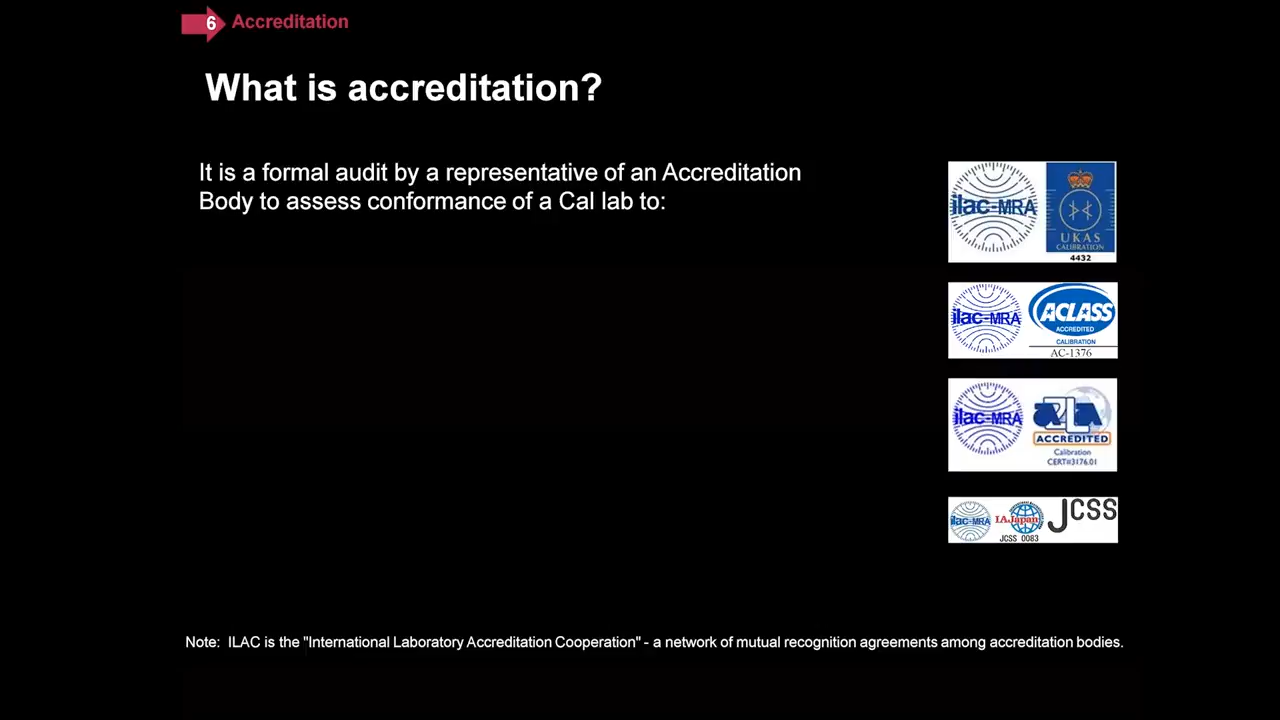 6 Accreditation
What is accreditation?
It is a formal audit by a representative of an Accreditation
Body to assess conformance of a Cal lab to:
ilac-MRA
UKAS
CALIBRATION
4432
ilac-MRA
ACLASS
ACCREDITED
CALIBRATION
AC-1376
ilac-MRA
A2LA
ACCREDITED
Calibration
CERT#3176.01
ilac-MRA
IAJapan
JCSS
JCSS 0083
Note: ILAC is the "International Laboratory Accreditation Cooperation" - a network of mutual recognition agreements among accreditation bodies.